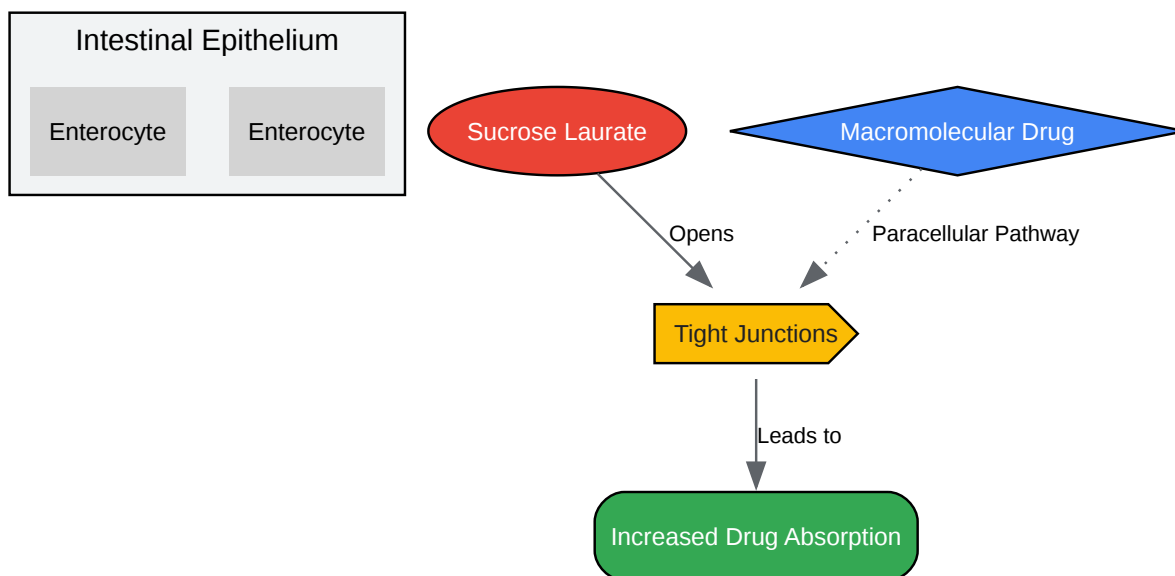 Intestinal Epithelium
Enterocyte
Enterocyte
Sucrose Laurate
Macromolecular Drug
Opens
Paracellular Pathway
Tight Junctions
Leads to
Increased Drug Absorption